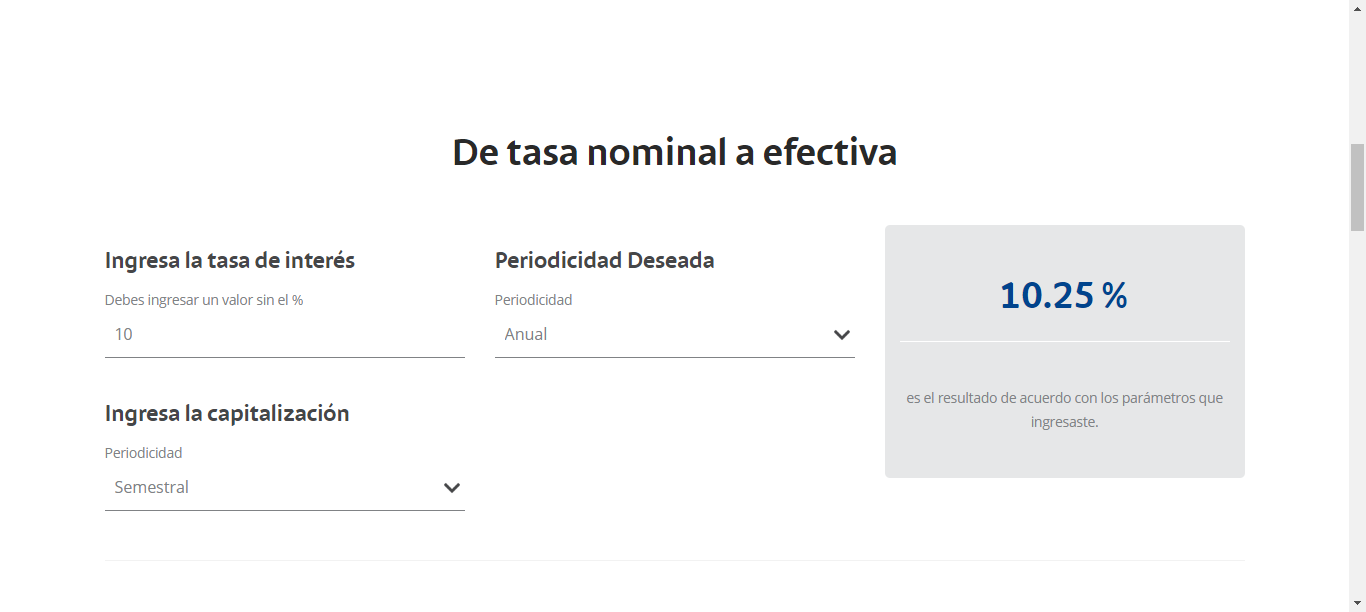 De tasa nominal a efectiva
Ingresa la tasa de interés
Debes ingresar un valor sin el %
10
Periodicidad Deseada
Periodicidad
Anual
Ingresa la capitalización
Periodicidad
Semestral
10.25 %
es el resultado de acuerdo con los parámetros que
ingresaste.